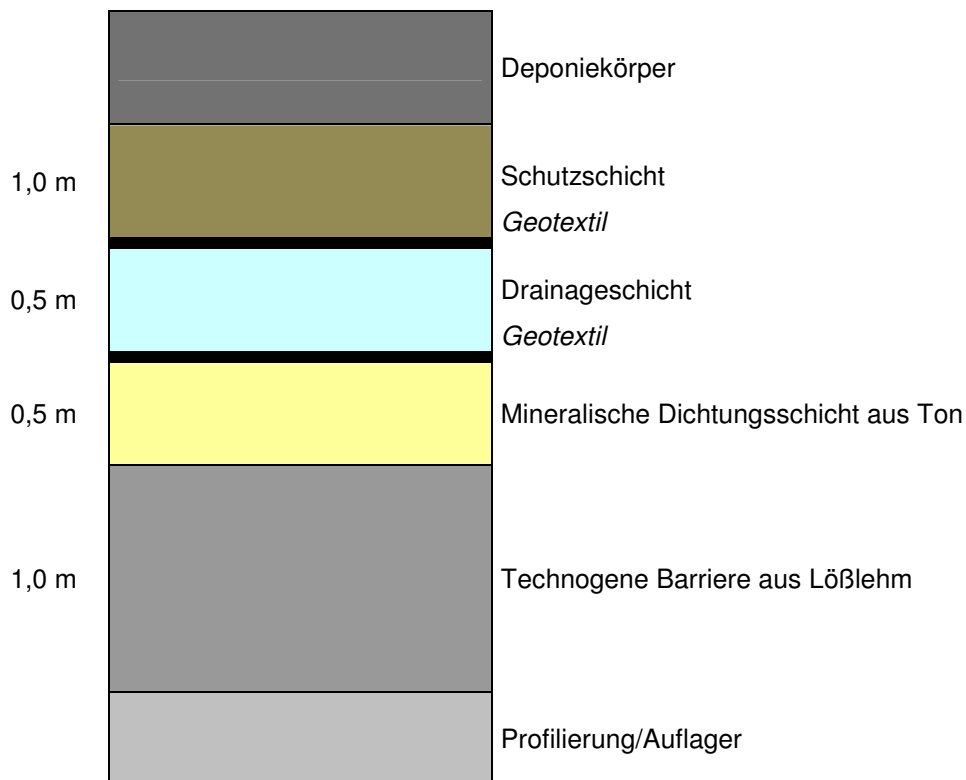 Deponiekörper
1,0 m
Schutzschicht
Geotextil
0,5 m
Drainageschicht
Geotextil
0,5 m
Mineralische Dichtungsschicht aus Ton
1,0 m
Technogene Barriere aus Lößlehm
Profilierung/Auflager